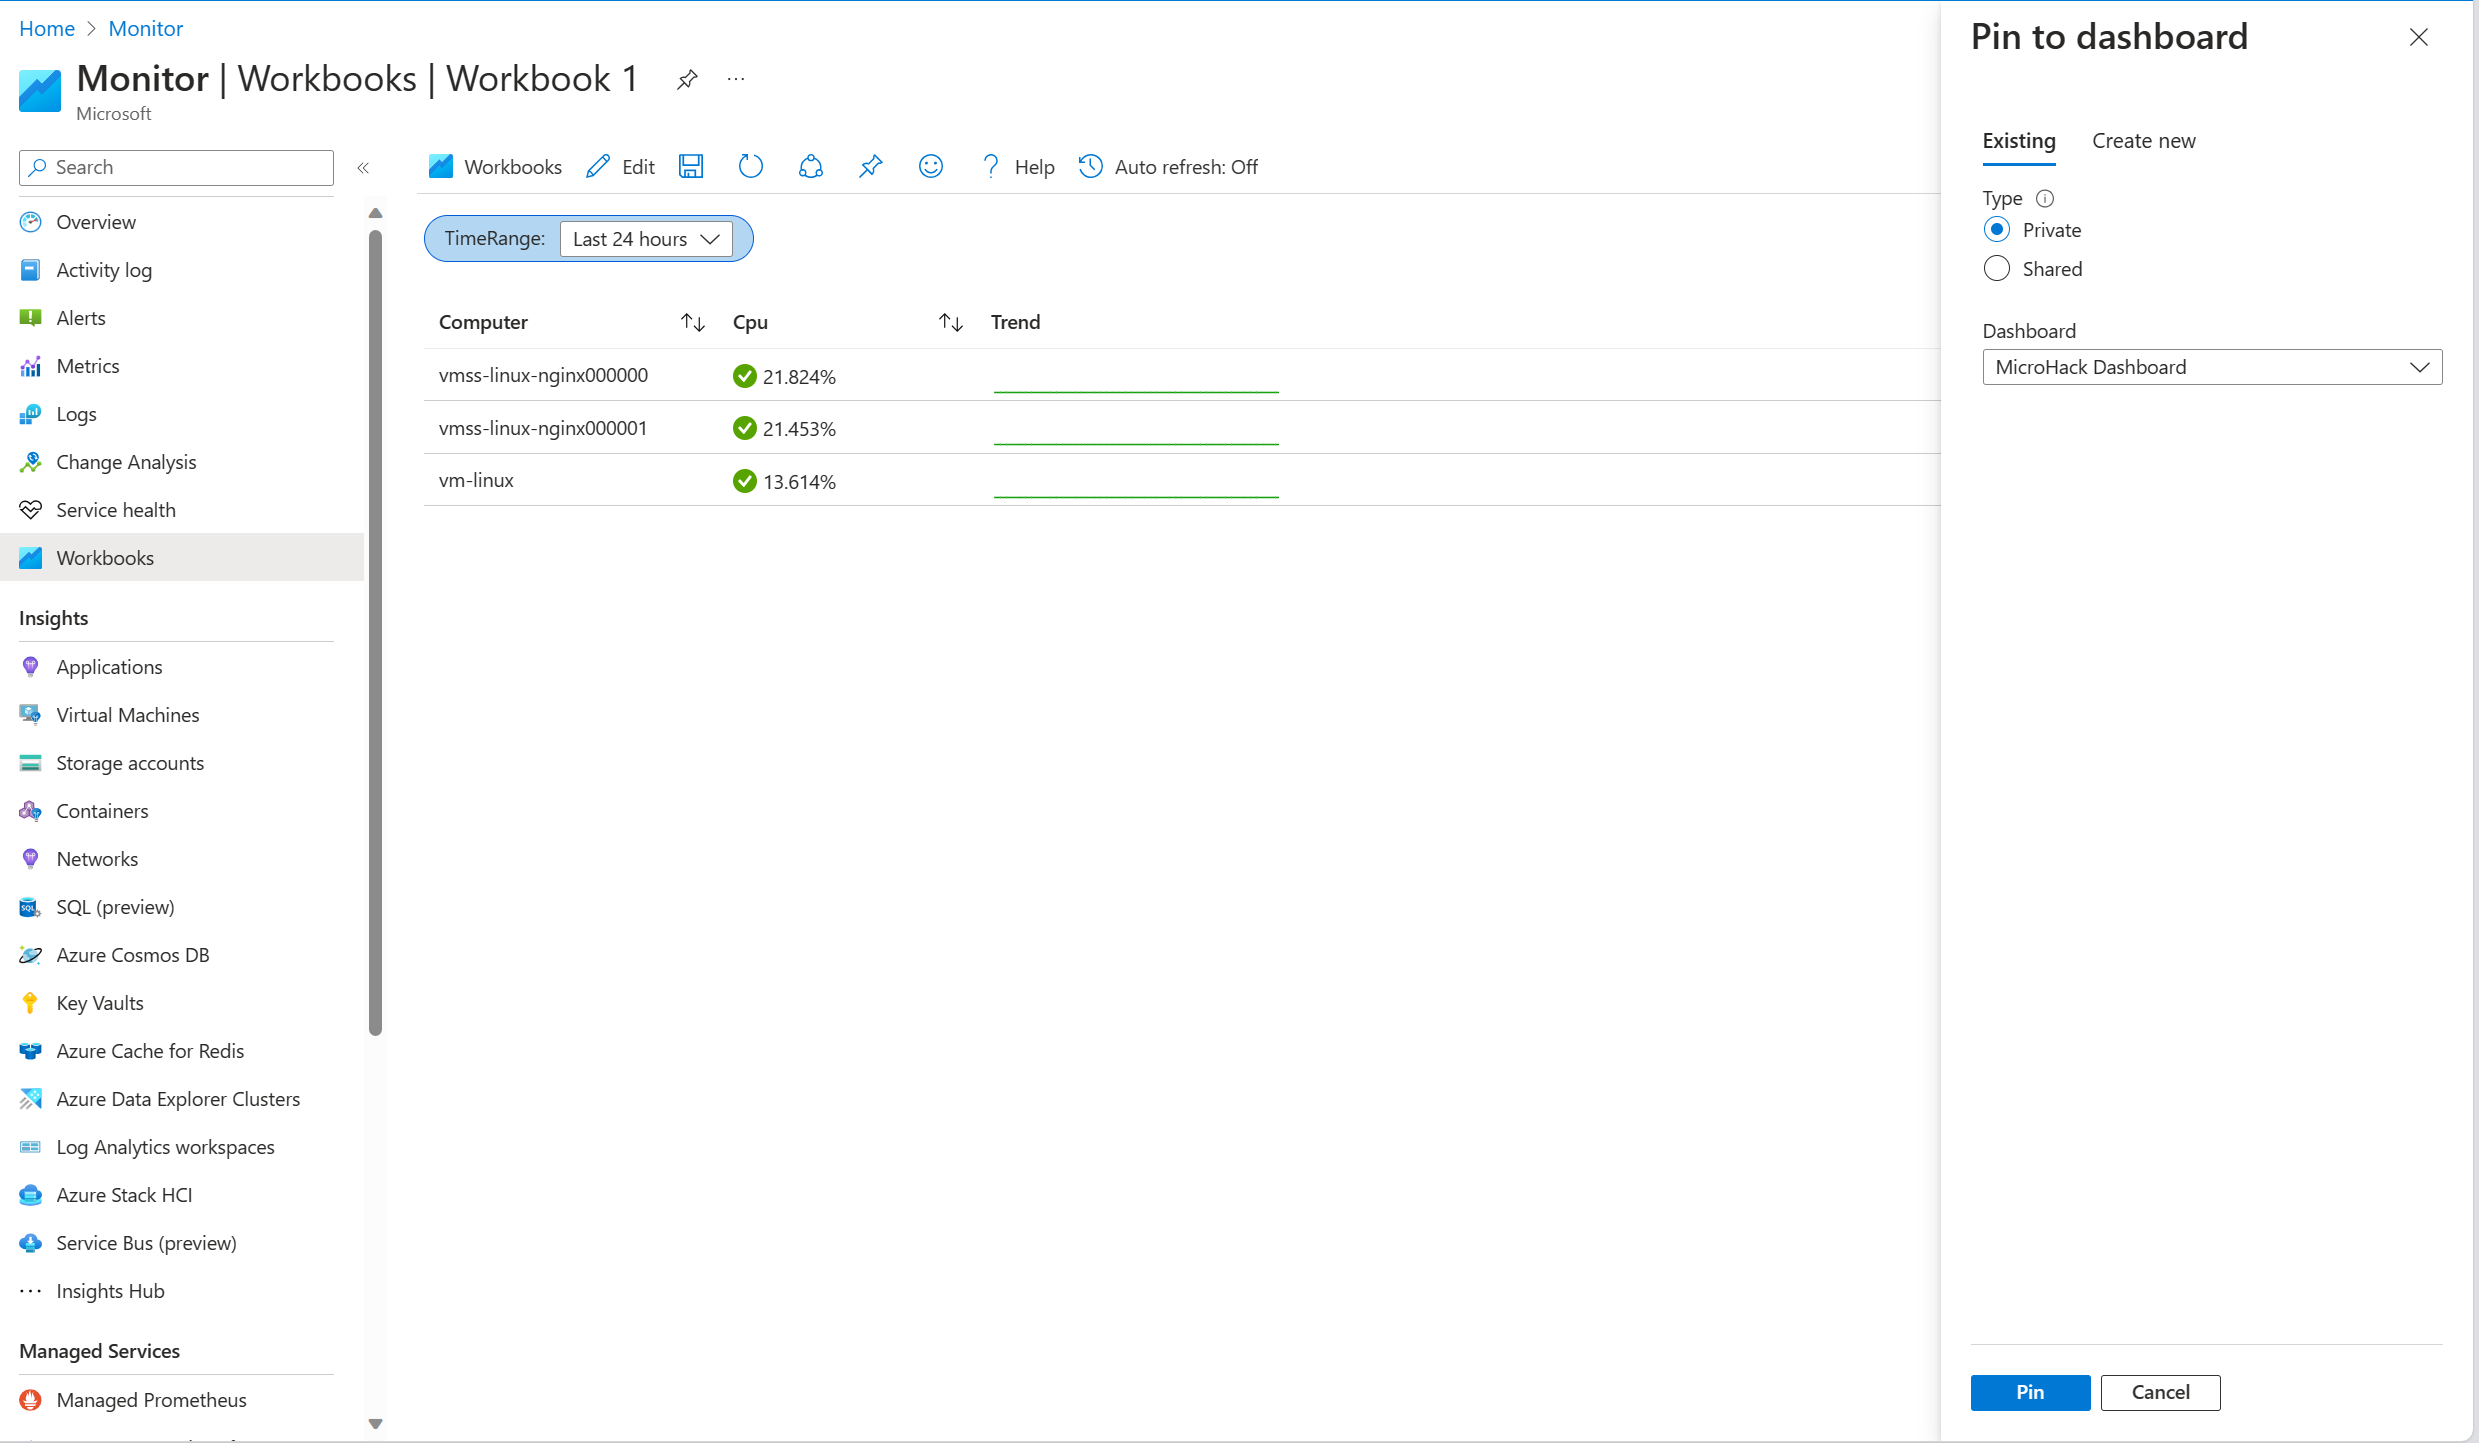 Home > Monitor
Monitor | Workbooks | Workbook 1 ...
Microsoft
Search
Overview
Activity log
Alerts
Metrics
Logs
Change Analysis
Service health
Workbooks
Insights
Applications
Virtual Machines
Storage accounts
Containers
Networks
SQL (preview)
Azure Cosmos DB
Key Vaults
Azure Cache for Redis
Azure Data Explorer Clusters
Log Analytics workspaces
Azure Stack HCI
Service Bus (preview)
Insights Hub
Managed Services
Managed Prometheus
Workbooks Edit Help Auto refresh: Off
TimeRange: Last 24 hours
Computer Cpu Trend
vmss-linux-nginx000000 21.824%
vmss-linux-nginx000001 21.453%
vm-linux 13.614%
Pin to dashboard
Existing Create new
Type
Private
Shared
Dashboard
MicroHack Dashboard
Pin Cancel